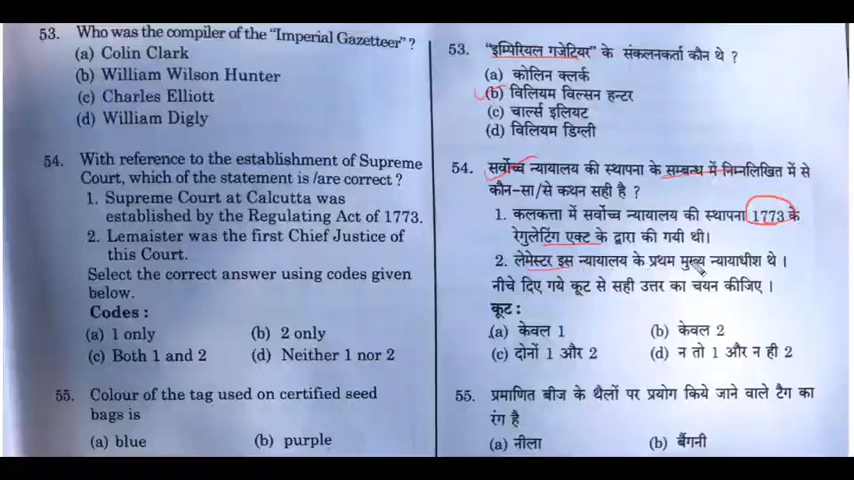 53. Who was the compiler of the “Imperial Gazetteer” ?
(a) Colin Clark
(b) William Wilson Hunter
(c) Charles Elliott
(d) William Digly
54. With reference to the establishment of Supreme
Court, which of the statement is /are correct ?
1. Supreme Court at Calcutta was
established by the Regulating Act of 1773.
2. Lemaister was the first Chief Justice of
this Court.
Select the correct answer using codes given
below.
Codes :
(a) 1 only (b) 2 only
(c) Both 1 and 2 (d) Neither 1 nor 2
55. Colour of the tag used on certified seed
bags is
(a) blue (b) purple
53. “इम्पिरियल गजेटियर” के संकलनकर्ता कौन थे ?
(a) कोलिन क्लर्क
(b) विलियम विल्सन हन्टर
(c) चार्ल्स इलियट
(d) विलियम डिग्ली
54. सर्वोच्च न्यायालय की स्थापना के सम्बन्ध में निम्नलिखित में से
कौन-सा/से कथन सही है ?
1. कलकत्ता में सर्वोच्च न्यायालय की स्थापना 1773 के
रेगुलेटिंग एक्ट के द्वारा की गयी थी।
2. लेमेस्टर इस न्यायालय के प्रथम मुख्य न्यायाधीश थे ।
नीचे दिए गये कूट से सही उत्तर का चयन कीजिए ।
कूट :
(a) केवल 1 (b) केवल 2
(c) दोनों 1 और 2 (d) न तो 1 और न ही 2
55. प्रमाणित बीज के थैलों पर प्रयोग किये जाने वाले टैग का
रंग है
(a) नीला (b) बैंगनी